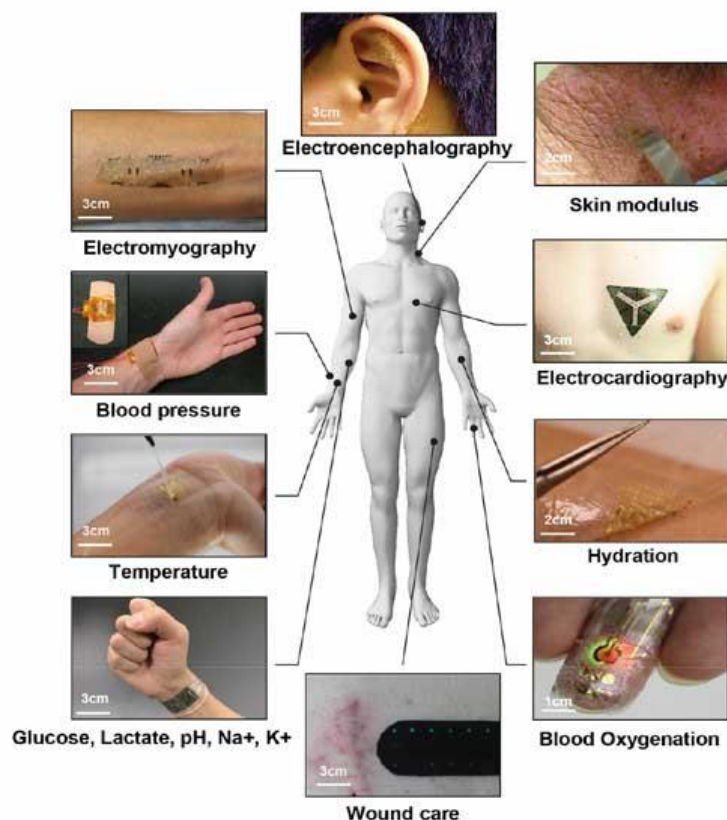 3cm
Electroencephalography
3cm
Electromyography
2cm
Skin modulus
3cm
Blood pressure
3cm
Electrocardiography
3cm
Temperature
2cm
Hydration
3cm
Glucose, Lactate, pH, Na+, K+
1cm
Blood Oxygenation
3cm
Wound care